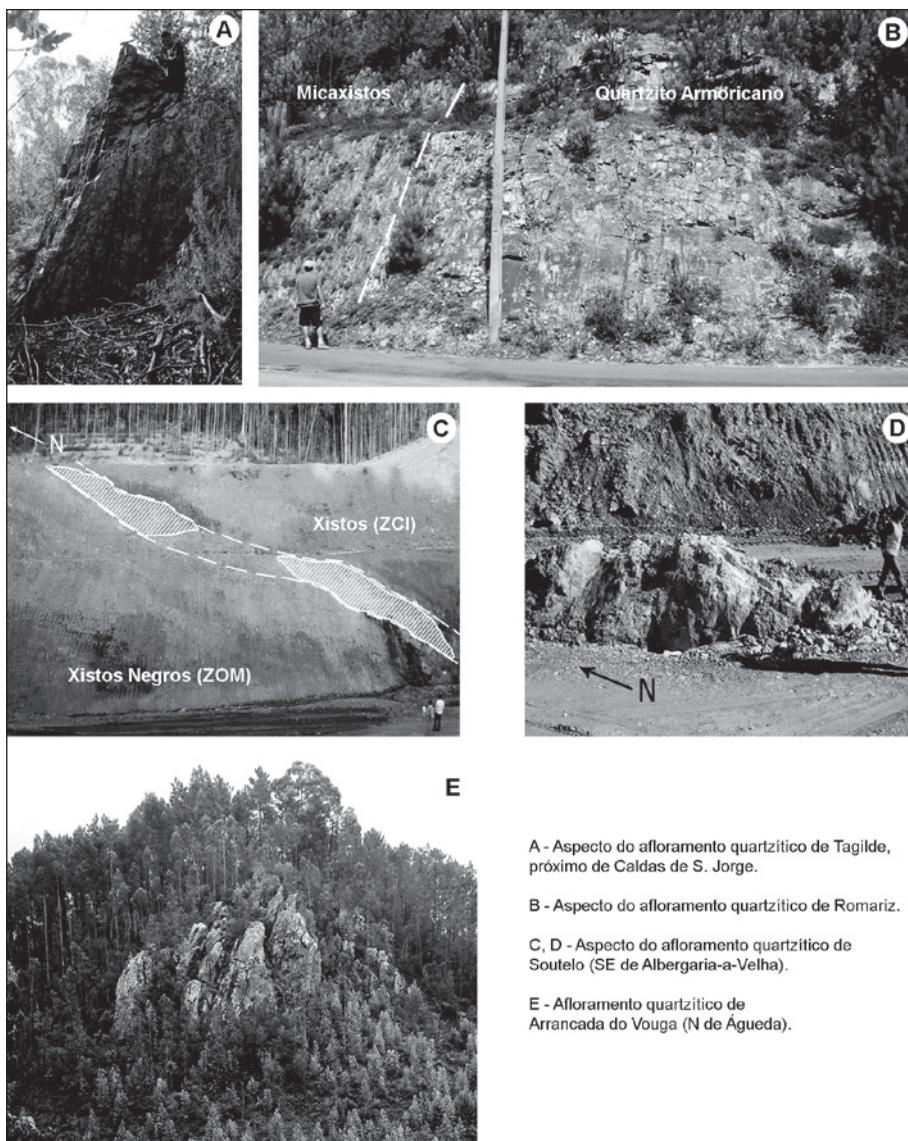 A
B
Micaxistos
Quartzito Armoricano
C
N
Xistos (ZCI)
Xistos Negros (ZOM)
D
N
E
A - Aspecto do afloramento quartzítico de Tagilde,
próximo de Caldas de S. Jorge.
B - Aspecto do afloramento quartzítico de Romariz.
C, D - Aspecto do afloramento quartzítico de
Soutelo (SE de Albergaria-a-Velha).
E - Afloramento quartzítico de
Arrancada do Vouga (N de Águeda).